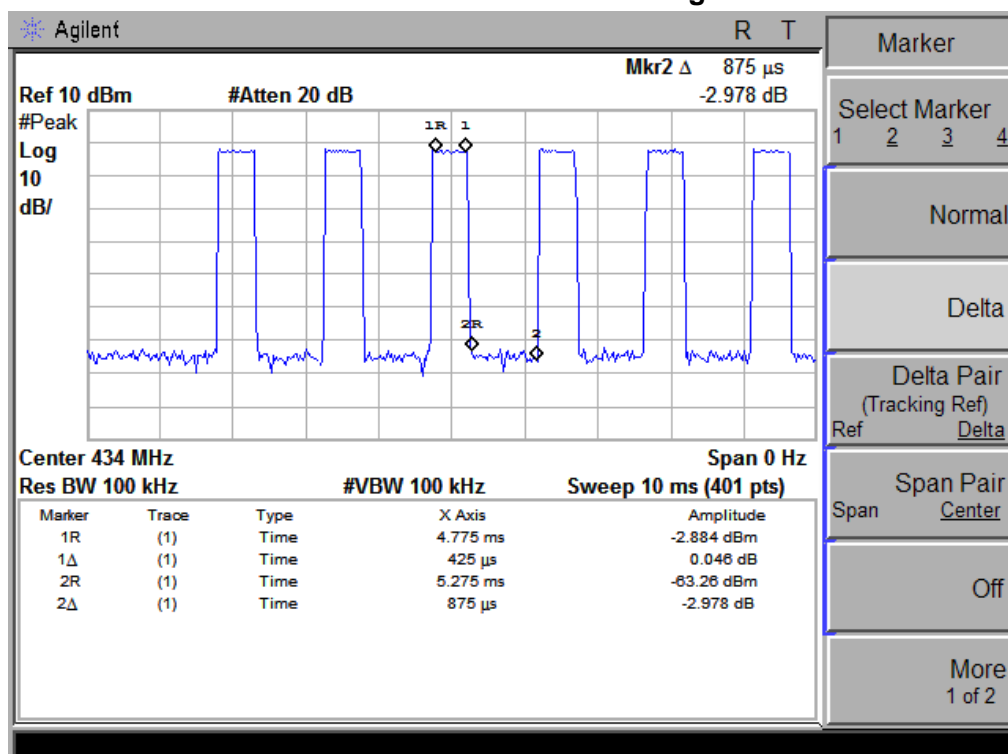 Agilent R T
Mkr2 Δ 875 μs
Ref 10 dBm #Atten 20 dB -2.978 dB
#Peak
Log
10
dB/
1R 1
2R 2
Center 434 MHz Span 0 Hz
Res BW 100 kHz #VBW 100 kHz Sweep 10 ms (401 pts)
Marker Trace Type X Axis Amplitude
1R (1) Time 4.775 ms -2.884 dBm
1Δ (1) Time 425 μs 0.046 dB
2R (1) Time 5.275 ms -63.26 dBm
2Δ (1) Time 875 μs -2.978 dB
Marker
Select Marker
1 2 3 4
Normal
Delta
Delta Pair
(Tracking Ref)
Ref Delta
Span Pair
Span Center
Off
More
1 of 2